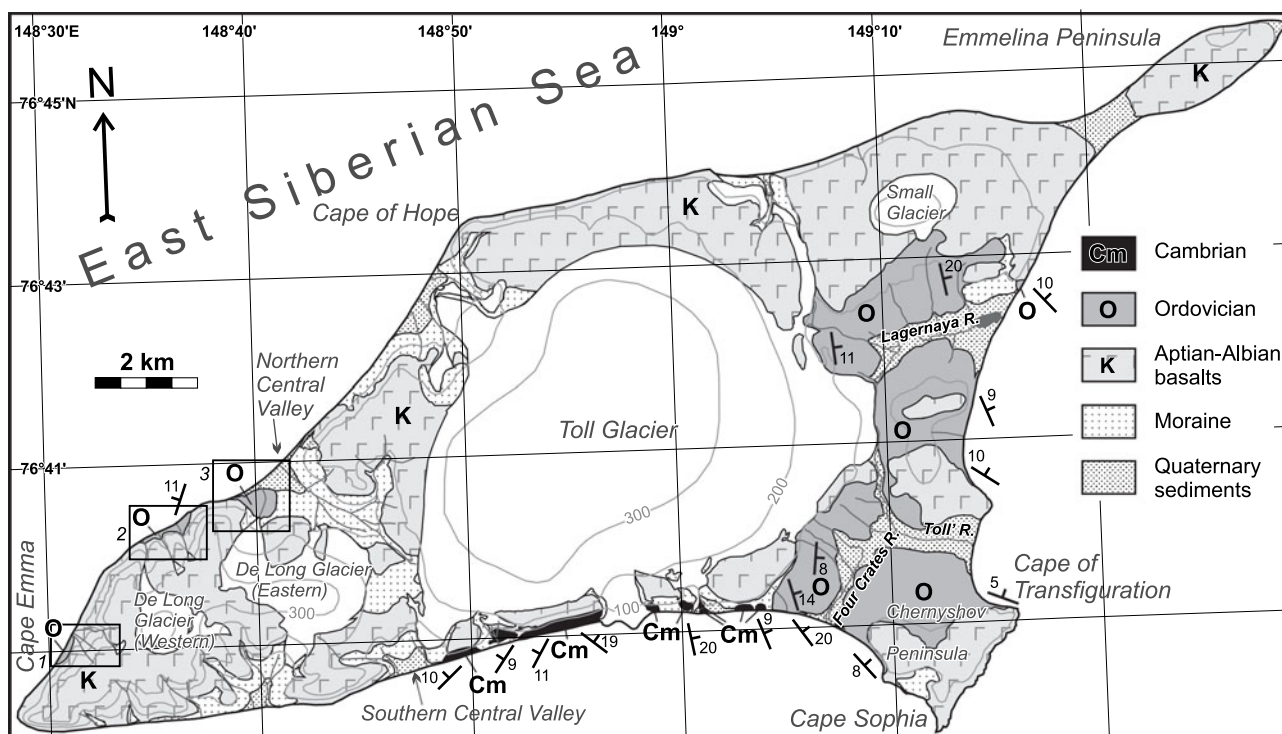 148°30'E
148°40'
148°50'
149°
149°10'
Emmelina Peninsula
K
N
76°45'N
East Siberian Sea
Cape of Hope
K
Small
Glacier
Cm
Cambrian
20
10
76°43'
O
O
O
Ordovician
Lagernaya R.
2 km
Northern
Central
Valley
11
K
Aptian-Albian
basalts
K
9
Toll Glacier
O
Moraine
76°41'
3
O
10
200
Quaternary
sediments
11
300
2
O
Toll' R.
De Long Glacier
(Eastern)
8
Four Crates R.
Cape of
Transfiguration
5
Cape Emma
De Long
Glacier
(Western)
300
14
O
O
Chernyshov
100
O
1
Cm
Cm
9
20
20
Peninsula
K
10
9
11
Cm
19
8
Cm
Southern Central Valley
Cape Sophia